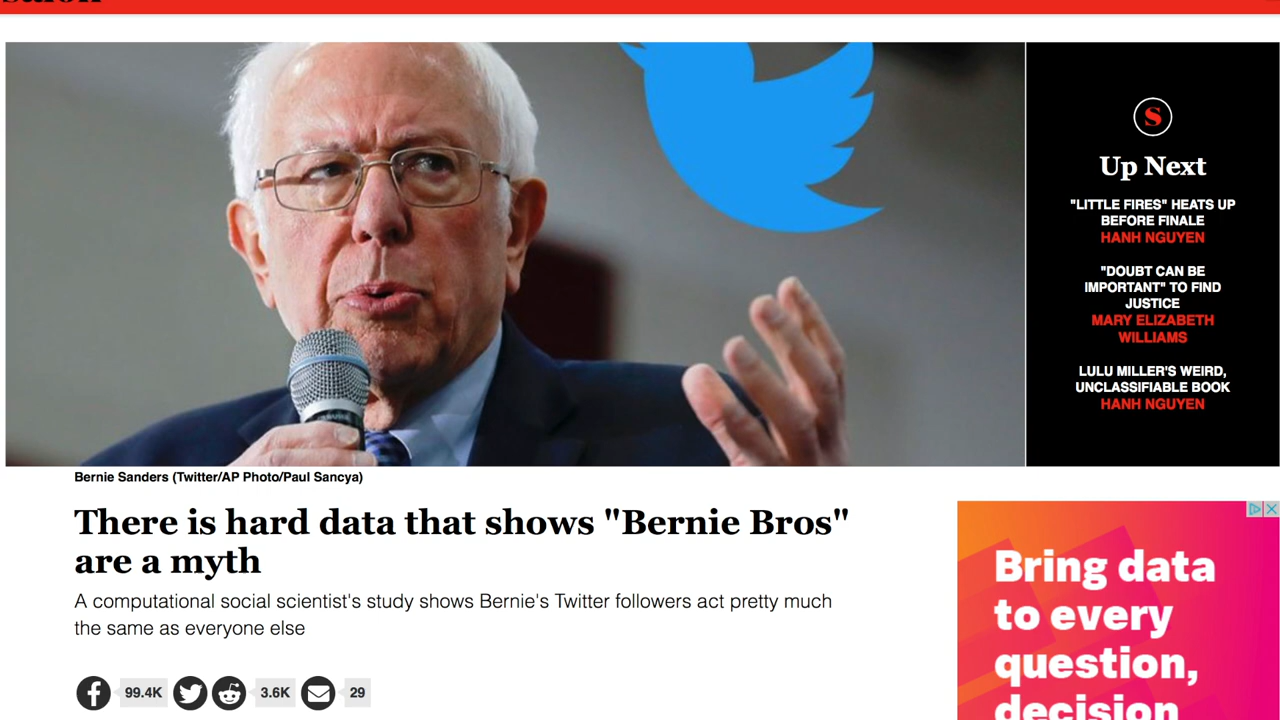 salon
S
Up Next
"LITTLE FIRES" HEATS UP
BEFORE FINALE
HANH NGUYEN
"DOUBT CAN BE
IMPORTANT" TO FIND
JUSTICE
MARY ELIZABETH
WILLIAMS
LULU MILLER'S WEIRD,
UNCLASSIFIABLE BOOK
HANH NGUYEN
Bernie Sanders (Twitter/AP Photo/Paul Sancya)
There is hard data that shows "Bernie Bros"
are a myth
A computational social scientist's study shows Bernie's Twitter followers act pretty much
the same as everyone else
99.4K
3.6K
29
Bring data
to every
question,
decision